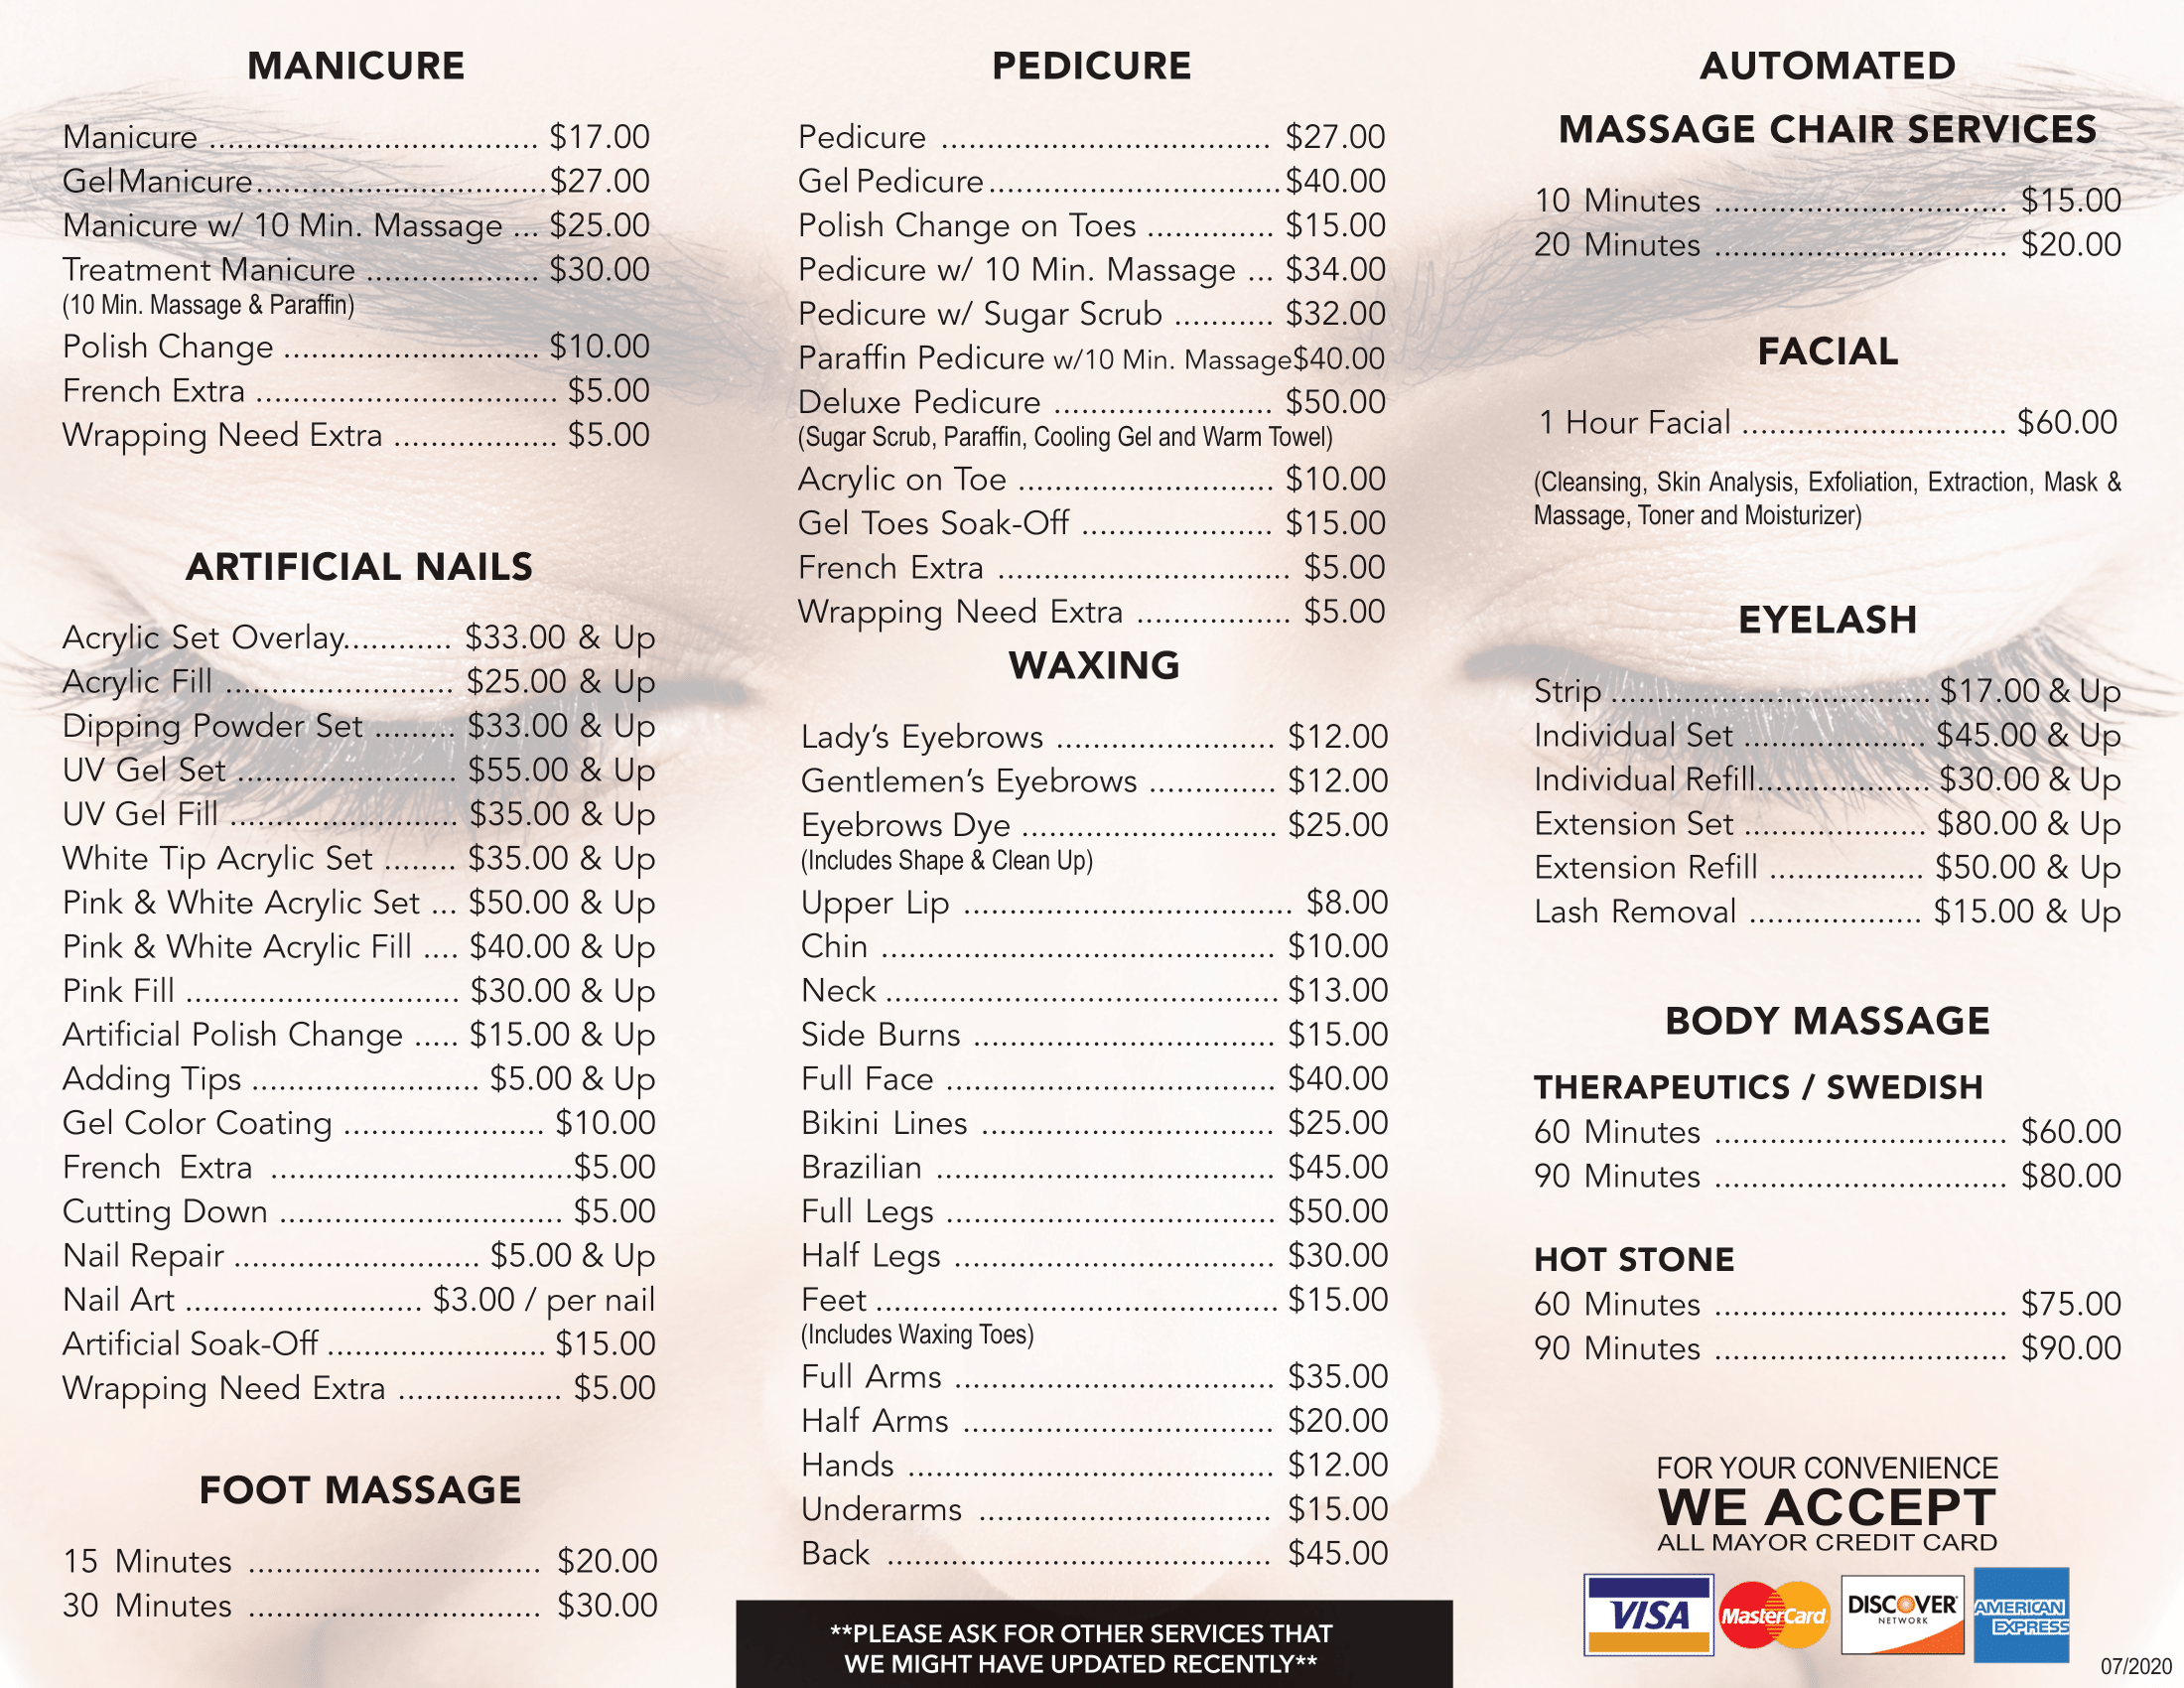 MANICURE
Manicure .................................... $17.00
Gel Manicure................................$27.00
Manicure w/ 10 Min. Massage ... $25.00
Treatment Manicure ................... $30.00
(10 Min. Massage & Paraffin)
Polish Change ............................ $10.00
French Extra ................................. $5.00
Wrapping Need Extra .................. $5.00
ARTIFICIAL NAILS
Acrylic Set Overlay............ $33.00 & Up
Acrylic Fill ......................... $25.00 & Up
Dipping Powder Set ......... $33.00 & Up
UV Gel Set ........................ $55.00 & Up
UV Gel Fill ......................... $35.00 & Up
White Tip Acrylic Set ........ $35.00 & Up
Pink & White Acrylic Set ... $50.00 & Up
Pink & White Acrylic Fill .... $40.00 & Up
Pink Fill .............................. $30.00 & Up
Artificial Polish Change ..... $15.00 & Up
Adding Tips ......................... $5.00 & Up
Gel Color Coating ...................... $10.00
French Extra .................................$5.00
Cutting Down ............................... $5.00
Nail Repair ........................... $5.00 & Up
Nail Art .......................... $3.00 / per nail
Artificial Soak-Off ........................ $15.00
Wrapping Need Extra .................. $5.00
FOOT MASSAGE
15 Minutes ................................ $20.00
30 Minutes ................................ $30.00
PEDICURE
Pedicure .................................... $27.00
Gel Pedicure................................$40.00
Polish Change on Toes .............. $15.00
Pedicure w/ 10 Min. Massage ... $34.00
Pedicure w/ Sugar Scrub ........... $32.00
Paraffin Pedicure w/10 Min. Massage$40.00
Deluxe Pedicure ........................ $50.00
(Sugar Scrub, Paraffin, Cooling Gel and Warm Towel)
Acrylic on Toe ............................ $10.00
Gel Toes Soak-Off ..................... $15.00
French Extra ................................ $5.00
Wrapping Need Extra ................. $5.00
WAXING
Lady's Eyebrows ........................ $12.00
Gentlemen's Eyebrows .............. $12.00
Eyebrows Dye ............................ $25.00
(Includes Shape & Clean Up)
Upper Lip .................................... $8.00
Chin ........................................... $10.00
Neck ........................................... $13.00
Side Burns ................................. $15.00
Full Face .................................... $40.00
Bikini Lines ................................ $25.00
Brazilian ..................................... $45.00
Full Legs .................................... $50.00
Half Legs ................................... $30.00
Feet ............................................ $15.00
(Includes Waxing Toes)
Full Arms ................................... $35.00
Half Arms .................................. $20.00
Hands ........................................ $12.00
Underarms ................................ $15.00
Back .......................................... $45.00
**PLEASE ASK FOR OTHER SERVICES THAT
WE MIGHT HAVE UPDATED RECENTLY**
AUTOMATED
MASSAGE CHAIR SERVICES
10 Minutes ................................ $15.00
20 Minutes ................................ $20.00
FACIAL
1 Hour Facial ............................. $60.00
(Cleansing, Skin Analysis, Exfoliation, Extraction, Mask &
Massage, Toner and Moisturizer)
EYELASH
Strip ................................... $17.00 & Up
Individual Set .................... $45.00 & Up
Individual Refill................... $30.00 & Up
Extension Set .................... $80.00 & Up
Extension Refill ................. $50.00 & Up
Lash Removal ................... $15.00 & Up
BODY MASSAGE
THERAPEUTICS / SWEDISH
60 Minutes ................................ $60.00
90 Minutes ................................ $80.00
HOT STONE
60 Minutes ................................ $75.00
90 Minutes ................................ $90.00
FOR YOUR CONVENIENCE
WE ACCEPT
ALL MAYOR CREDIT CARD
VISA MasterCard DISCOVER NETWORK AMERICAN EXPRESS
07/2020